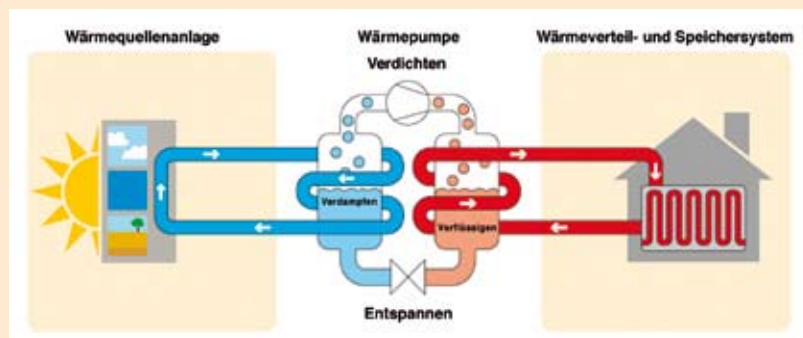 Wärmequellenanlage
Wärmepumpe
Wärmeverteil- und Speichersystem
Verdichten
Verdampfen
Verflüssigen
Entspannen